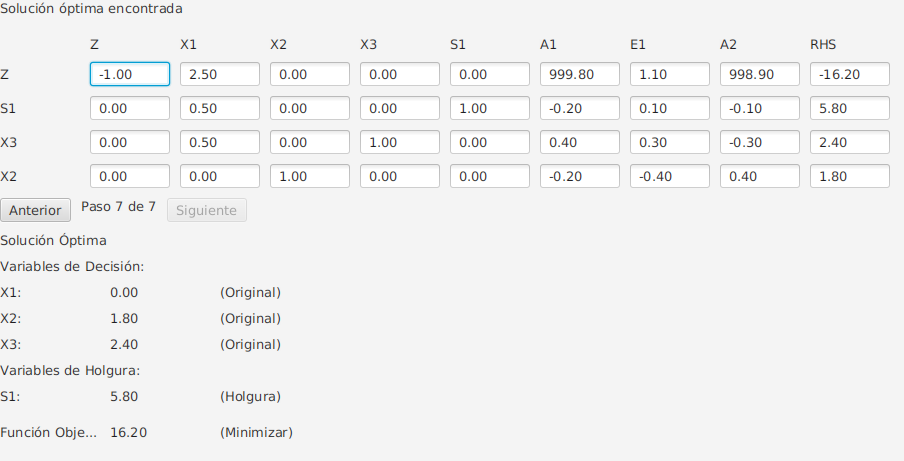 Solución óptima encontrada
Z X1 X2 X3 S1 A1 E1 A2 RHS
Z -1.00 2.50 0.00 0.00 0.00 999.80 1.10 998.90 -16.20
S1 0.00 0.50 0.00 0.00 1.00 -0.20 0.10 -0.10 5.80
X3 0.00 0.50 0.00 1.00 0.00 0.40 0.30 -0.30 2.40
X2 0.00 0.00 1.00 0.00 0.00 -0.20 -0.40 0.40 1.80
Anterior Paso 7 de 7 Siguiente
Solución Óptima
Variables de Decisión:
X1: 0.00 (Original)
X2: 1.80 (Original)
X3: 2.40 (Original)
Variables de Holgura:
S1: 5.80 (Holgura)
Función Obje... 16.20 (Minimizar)